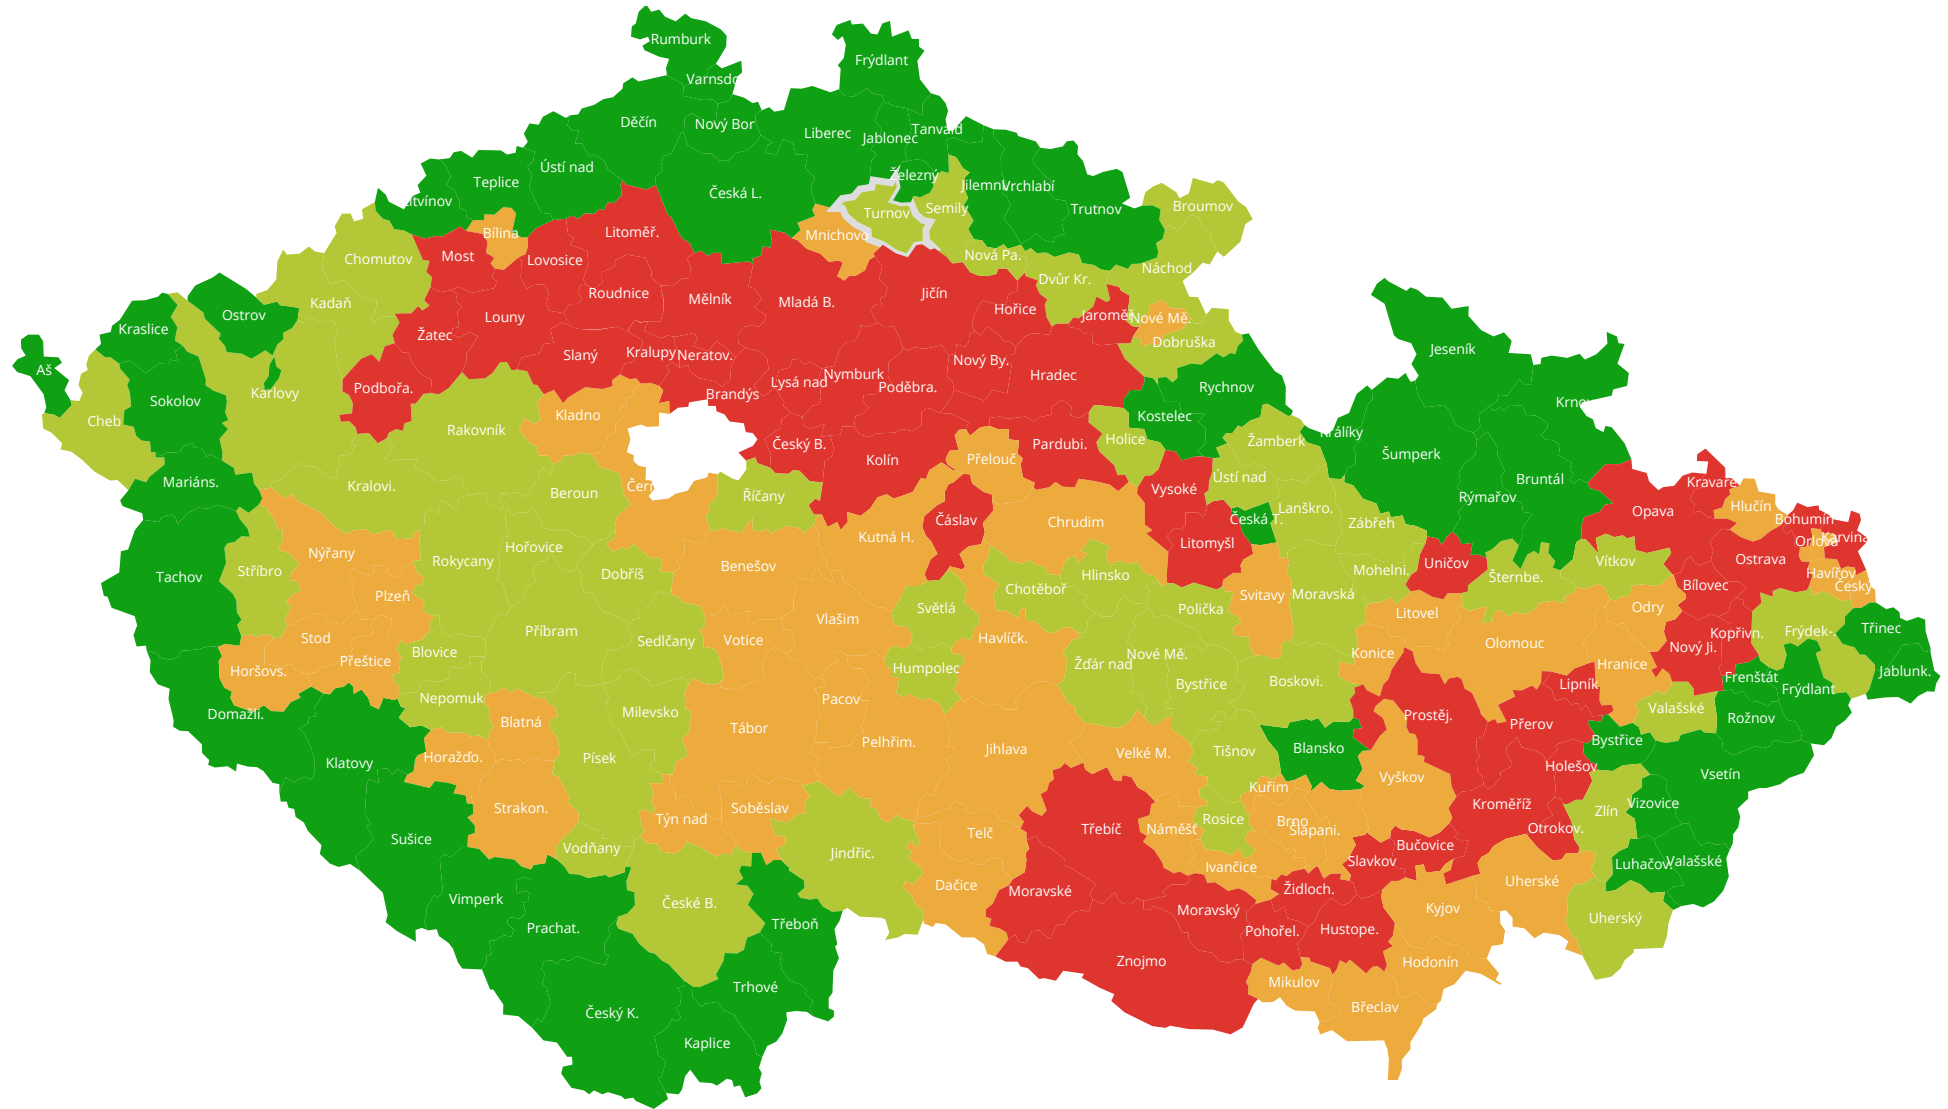 Rumburk
Frýdlant
Varnsdo
Děčín
Nový Bor
Liberec
Jablonec
Tanvald
Ústí nad
Teplice
Železný
Česká L.
Jilemni
Vrchlabí
Litvínov
Turnov
Semily
Trutnov
Broumov
Bílina
Litoměř.
Mnichovo
Most
Lovosice
Chomutov
Nová Pa.
Náchod
Dvůr Kr.
Roudnice
Mělník
Mladá B.
Jičín
Kadaň
Hořice
Jaroměř
Nové Mě.
Ostrov
Louny
Kraslice
Žatec
Dobruška
Slaný
Kralupy
Neratov.
Nový By.
Jeseník
Aš
Nymburk
Lysá nad
Poděbra.
Hradec
Podbořa.
Rychnov
Karlovy
Brandýs
Sokolov
Krnov
Kladno
Kostelec
Cheb
Rakovník
Králíky
Český B.
Pardubi.
Holice
Žamberk
Šumperk
Kolín
Přelouč
Ústí nad
Bruntál
Mariáns.
Kralovi.
Čern
Beroun
Říčany
Vysoké
Rýmařov
Kravaře
Lanškro.
Hlučín
Opava
Čáslav
Chrudim
Česká T.
Zábřeh
Bohumín
Kutná H.
Litomyšl
Orlová
Karviná
Hořovice
Nýřany
Rokycany
Uničov
Vítkov
Ostrava
Stříbro
Tachov
Dobříš
Benešov
Hlinsko
Mohelni.
Šternbe.
Havířov
Chotěboř
Bílovec
Český
Plzeň
Svitavy
Moravská
Světlá
Polička
Litovel
Odry
Vlašim
Příbram
Třinec
Stod
Sedlčany
Votice
Havlíčk.
Olomouc
Kopřivn.
Frýdek-.
Blovice
Nové Mě.
Konice
Nový Ji.
Přeštice
Humpolec
Žďár nad
Hranice
Horšovs.
Jablunk.
Frenštát
Bystřice
Boskovi.
Lipník
Frýdlant
Nepomuk
Pacov
Valašské
Domažli.
Milevsko
Prostěj.
Rožnov
Blatná
Tábor
Přerov
Pelhřim.
Bystřice
Jihlava
Blansko
Velké M.
Tišnov
Horažďo.
Písek
Klatovy
Holešov
Vsetín
Vyškov
Kuřim
Strakon.
Soběslav
Kroměříž
Vizovice
Týn nad
Rosice
Brno
Zlín
Náměšť
Třebíč
Šlapani.
Otrokov.
Telč
Sušice
Vodňany
Jindřic.
Bučovice
Slavkov
Valašské
Luhačov.
Ivančice
Dačice
Moravské
Židloch.
Uherské
Vimperk
České B.
Moravský
Kyjov
Uherský
Třeboň
Prachat.
Pohořel.
Hustope.
Znojmo
Hodonín
Mikulov
Trhové
Břeclav
Český K.
Kaplice